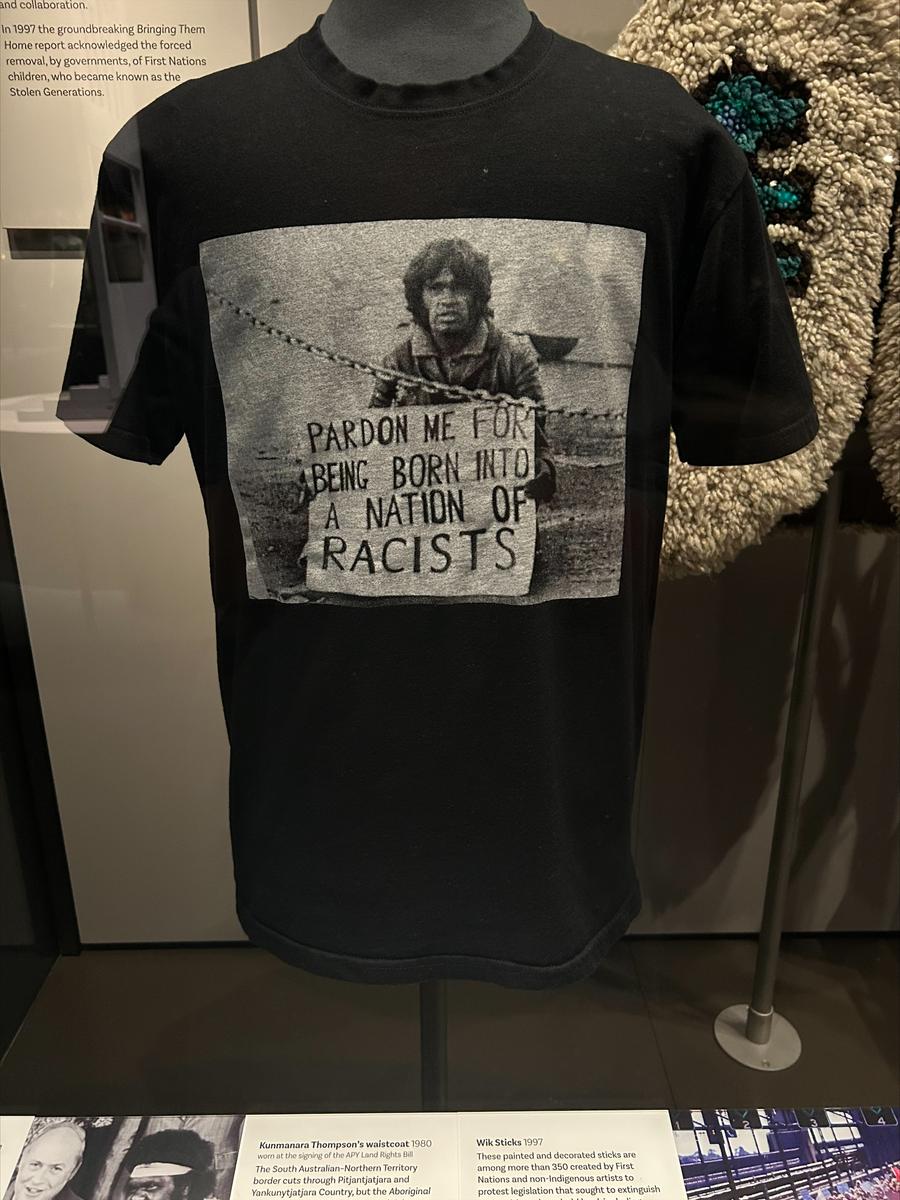 and collaboration.
In 1997 the groundbreaking Bringing Them
Home report acknowledged the forced
removal, by governments, of First Nations
children, who became known as the
Stolen Generations.
PARDON ME FOR
BEING BORN INTO
A NATION OF
RACISTS
Kunmanara Thompson's waistcoat 1980
worn at the signing of the APY Land Rights Bill
The South Australian–Northern Territory
border cuts through Pitjantjatjara and
Yankunytjatjara Country, but the Aboriginal
Wik Sticks 1997
These painted and decorated sticks are
among more than 350 created by First
Nations and non-Indigenous artists to
protest legislation that sought to extinguish
2
3
4